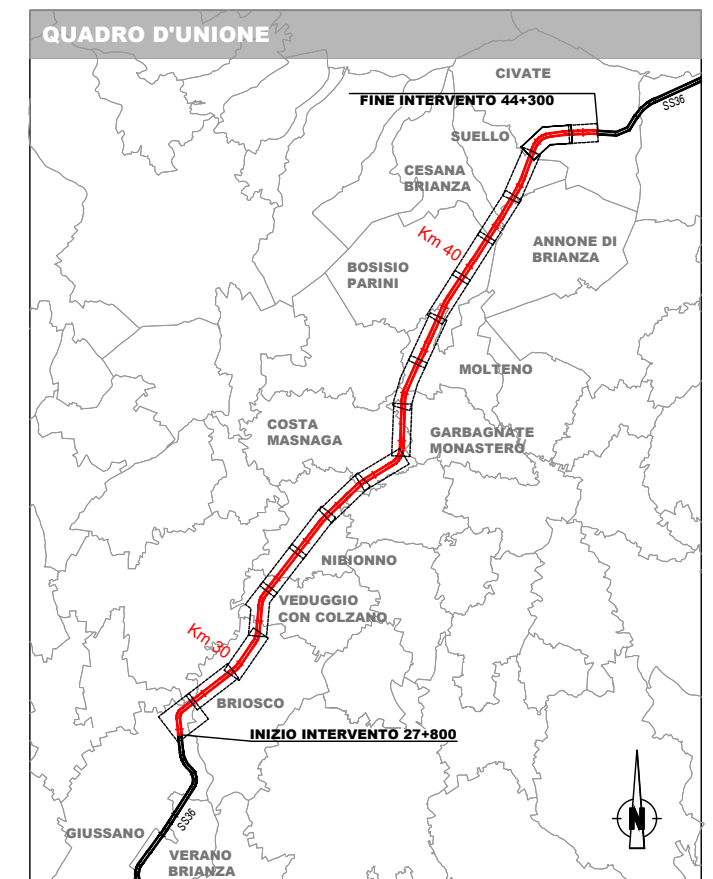 QUADRO D'UNIONE
CIVATE
FINE INTERVENTO 44+300
SS36
SUELLO
CESANA
BRIANZA
Km 40
ANNONE DI
BRIANZA
BOSISIO
PARINI
MOLTENO
COSTA
MASNAGA
GARBAGNATE
MONASTERO
NIBIONNO
VEDUGGIO
CON COLZANO
Km 30
BRIOSCO
INIZIO INTERVENTO 27+800
N
SS36
GIUSSANO
VERANO
BRIANZA